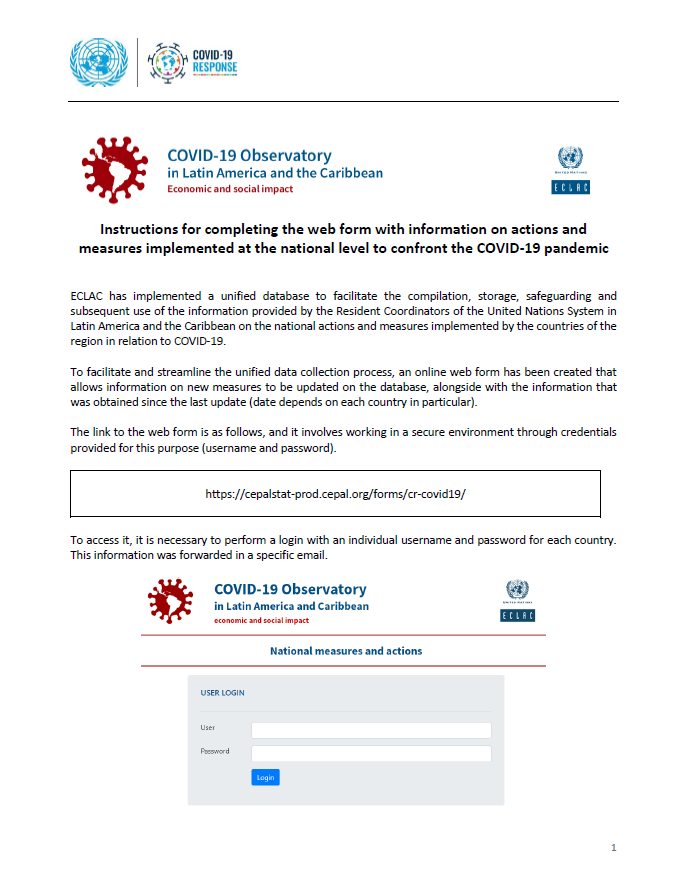 COVID-19
RESPONSE
COVID-19 Observatory
in Latin America and the Caribbean
Economic and social impact
UNITED NATIONS
ECLAC
Instructions for completing the web form with information on actions and
measures implemented at the national level to confront the COVID-19 pandemic
ECLAC has implemented a unified database to facilitate the compilation, storage, safeguarding and
subsequent use of the information provided by the Resident Coordinators of the United Nations System in
Latin America and the Caribbean on the national actions and measures implemented by the countries of the
region in relation to COVID-19.
To facilitate and streamline the unified data collection process, an online web form has been created that
allows information on new measures to be updated on the database, alongside with the information that
was obtained since the last update (date depends on each country in particular).
The link to the web form is as follows, and it involves working in a secure environment through credentials
provided for this purpose (username and password).
https://cepalstat-prod.cepal.org/forms/cr-covid19/
To access it, it is necessary to perform a login with an individual username and password for each country.
This information was forwarded in a specific email.
COVID-19 Observatory
in Latin America and Caribbean
economic and social impact
UNITED NATIONS
ECLAC
National measures and actions
USER LOGIN
User
Password
Login
1